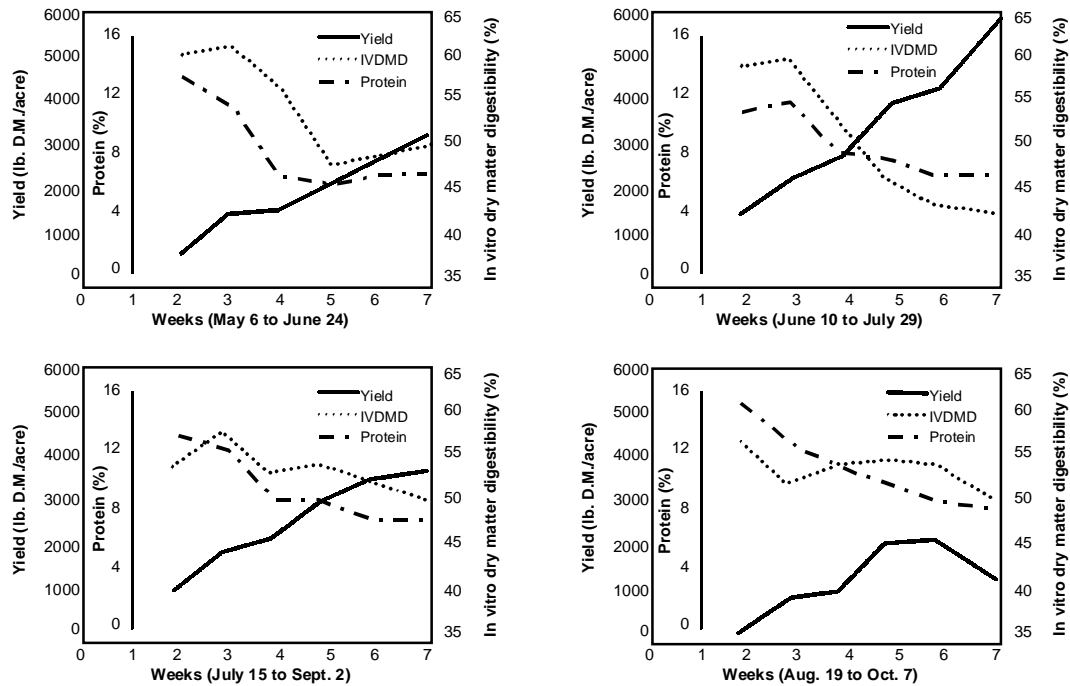 6000
5000
4000
3000
2000
1000
0
Yield (lb. D.M./acre)
16
12
8
4
0
Protein (%)
Yield
IVDMD
Protein
65
60
55
50
45
40
35
In vitro dry matter digestibility (%)
0 1 2 3 4 5 6 7
Weeks (May 6 to June 24)
6000
5000
4000
3000
2000
1000
0
Yield (lb. D.M./acre)
16
12
8
4
0
Protein (%)
Yield
IVDMD
Protein
65
60
55
50
45
40
35
In vitro dry matter digestibility (%)
0 1 2 3 4 5 6 7
Weeks (June 10 to July 29)
6000
5000
4000
3000
2000
1000
0
Yield (lb. D.M./acre)
16
12
8
4
0
Protein (%)
Yield
IVDMD
Protein
65
60
55
50
45
40
35
In vitro dry matter digestibility (%)
0 1 2 3 4 5 6 7
Weeks (July 15 to Sept. 2)
6000
5000
4000
3000
2000
1000
0
Yield (lb. D.M./acre)
16
12
8
4
0
Protein (%)
Yield
IVDMD
Protein
65
60
55
50
45
40
35
In vitro dry matter digestibility (%)
0 1 2 3 4 5 6 7
Weeks (Aug. 19 to Oct. 7)